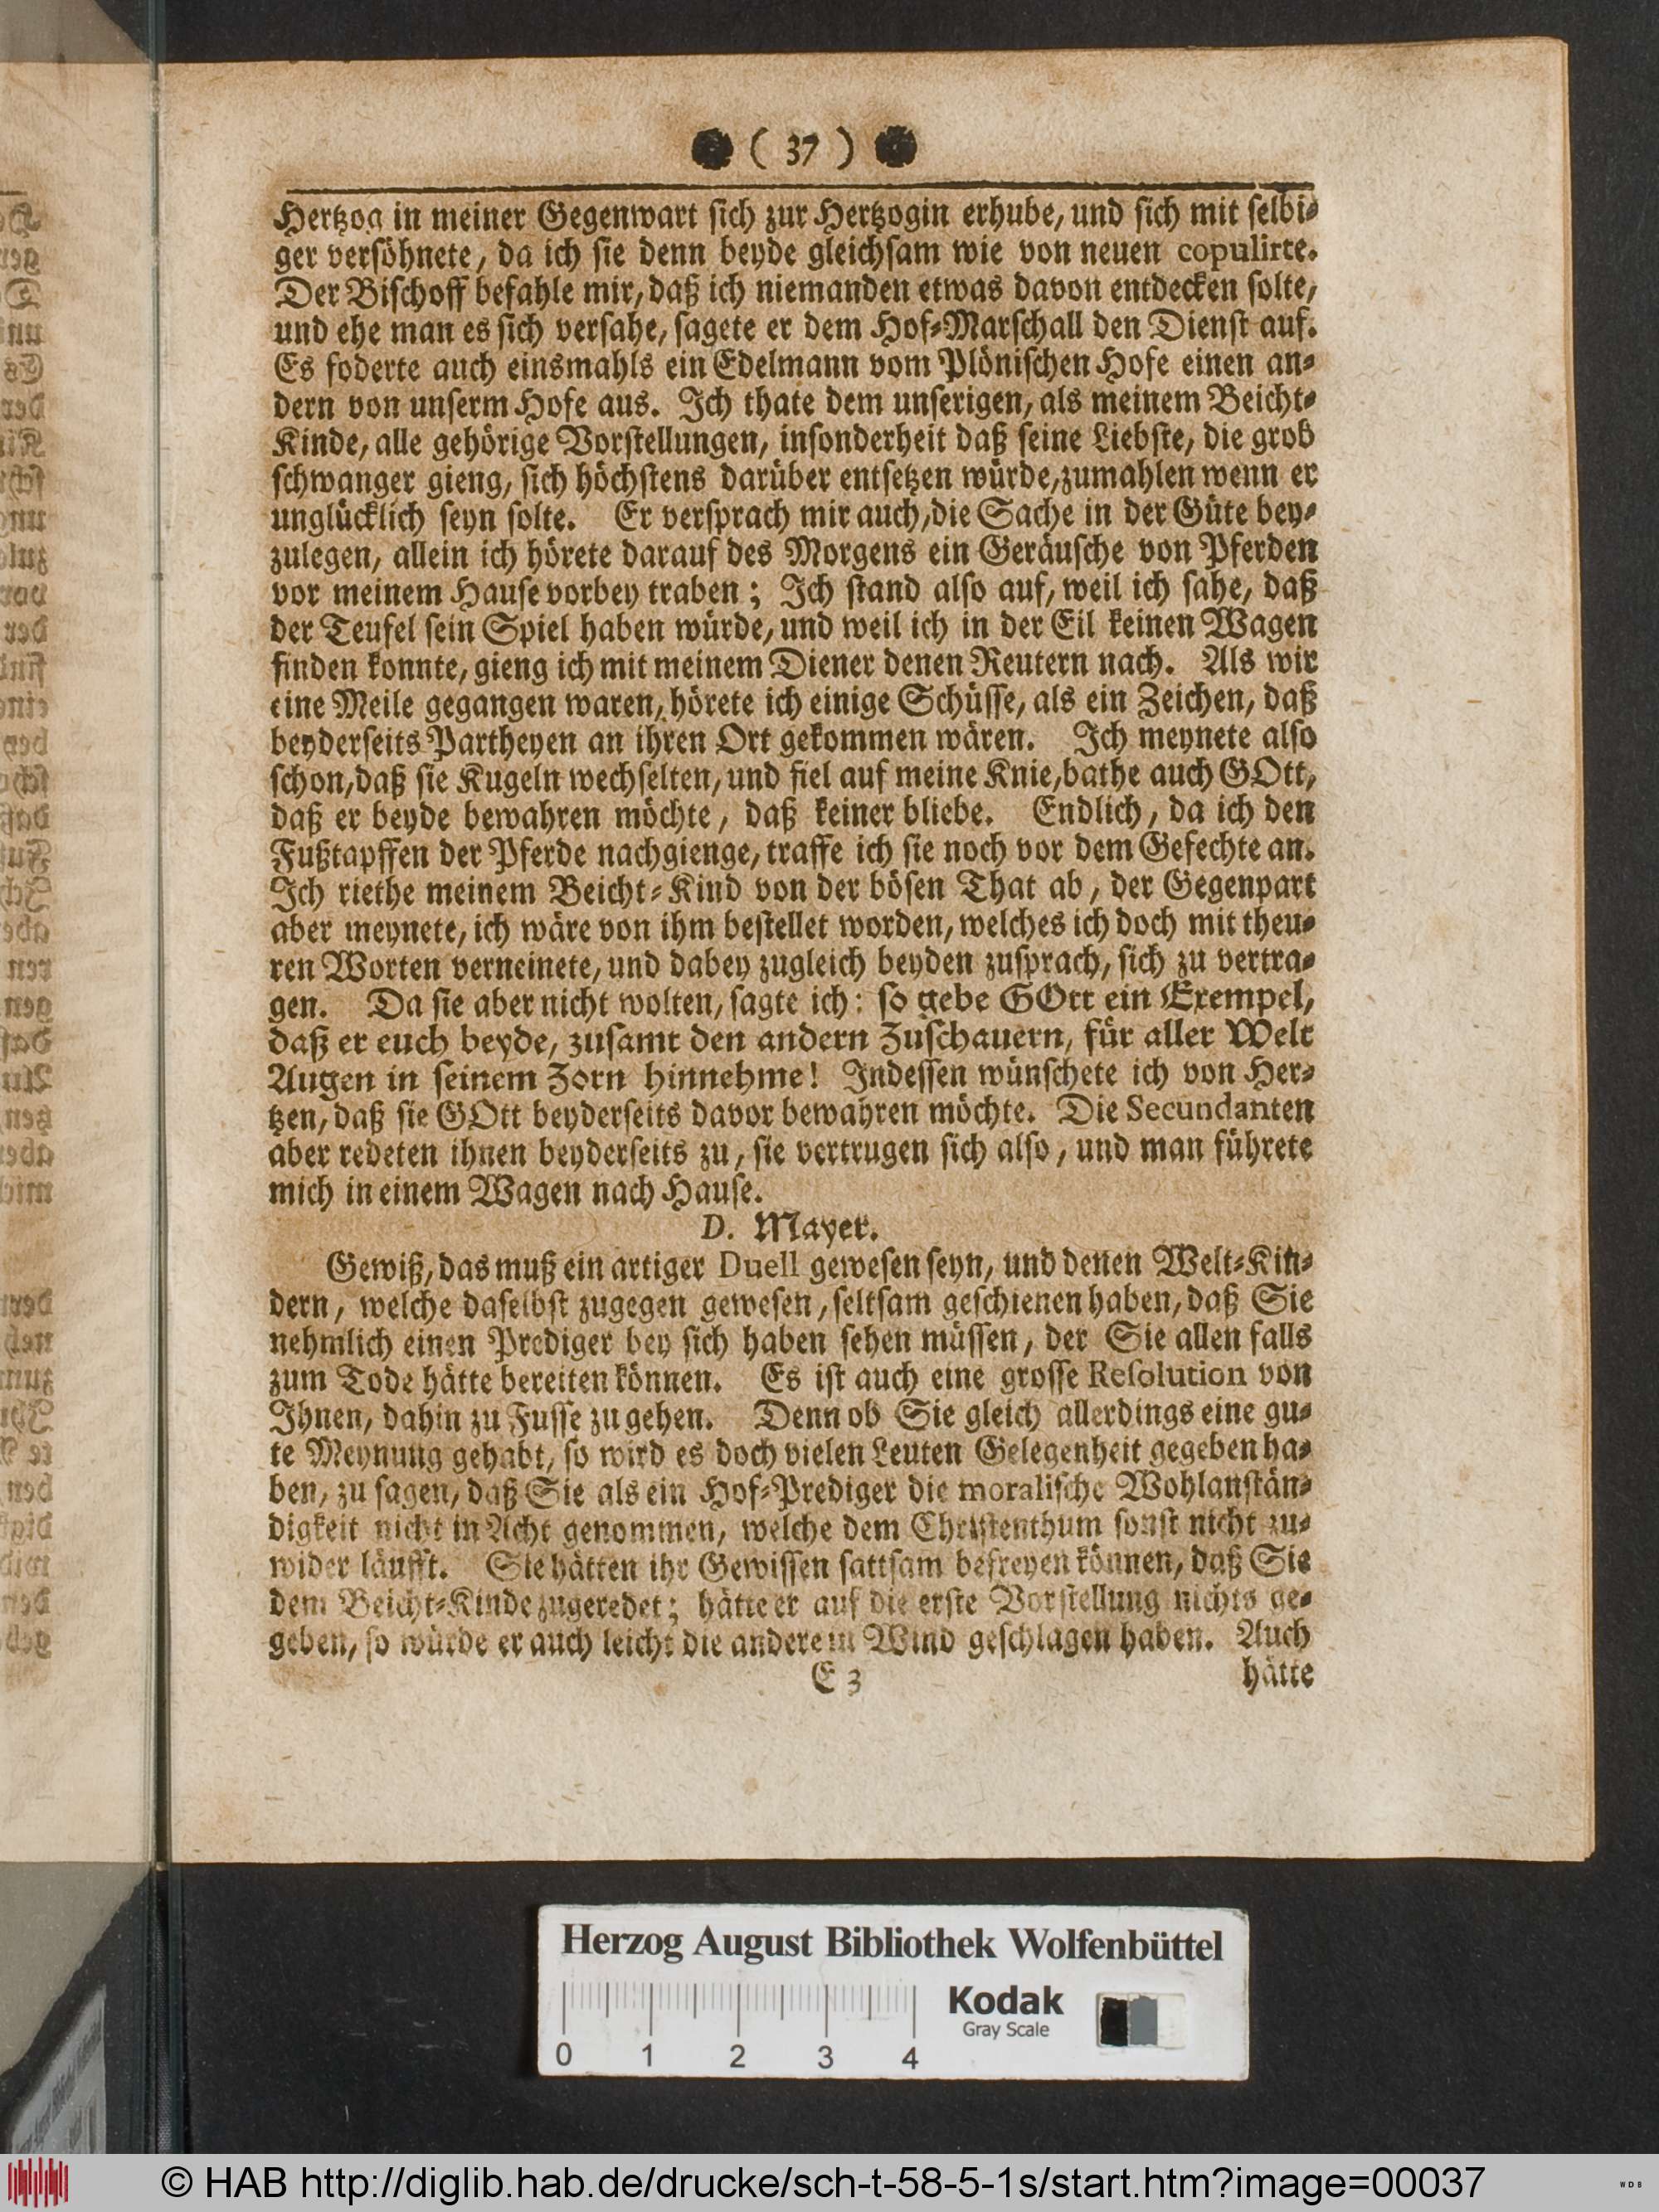 ( 37 )
Hertzog in meiner Gegenwart sich zur Hertzogin erhube, und sich mit selbi-
ger versöhnete, da ich sie denn beyde gleichsam wie von neuen copulirte.
Der Bischoff befahle mir, daß ich niemanden etwas davon entdecken solte,
und ehe man es sich versahe, sagete er dem Hof-Marschall den Dienst auf.
Es foderte auch einsmahls ein Edelmann vom Plönischen Hofe einen an-
dern von unserm Hofe aus. Ich thate dem unserigen, als meinem Beicht-
Kinde, alle gehörige Vorstellungen, insonderheit daß seine Liebste, die grob
schwanger gieng, sich höchstens darüber entsetzen würde, zumahlen wenn er
unglücklich seyn solte. Er versprach mir auch, die Sache in der Güte bey-
zulegen, allein ich hörete darauf des Morgens ein Geräusche von Pferden
vor meinem Hause vorbey traben; Ich stand also auf, weil ich sahe, daß
der Teufel sein Spiel haben würde, und weil ich in der Eil keinen Wagen
finden konnte, gieng ich mit meinem Diener denen Reutern nach. Als wir
eine Meile gegangen waren, hörete ich einige Schüsse, als ein Zeichen, daß
beyderseits Partheyen an ihren Ort gekommen wären. Ich meynete also
schon, daß sie Kugeln wechselten, und fiel auf meine Knie, bathe auch GOtt,
daß er beyde bewahren möchte, daß keiner bliebe. Endlich, da ich den
Fußtapffen der Pferde nachgienge, traffe ich sie noch vor dem Gefechte an.
Ich riethe meinem Beicht-Kind von der bösen That ab, der Gegenpart
aber meynete, ich wäre von ihm bestellet worden, welches ich doch mit theu-
ren Worten verneinete, und dabey zugleich beyden zusprach, sich zu vertra-
gen. Da sie aber nicht wolten, sagte ich: so gebe GOtt ein Exempel,
daß er euch beyde, zusamt den andern Zuschauern, für aller Welt
Augen in seinem Zorn hinnehme! Indessen wünschete ich von Her-
tzen, daß sie GOtt beyderseits davor bewahren möchte. Die Secundanten
aber redeten ihnen beyderseits zu, sie vertrugen sich also, und man führete
mich in einem Wagen nach Hause.
D. Mayer.
Gewiß, das muß ein artiger Duell gewesen seyn, und denen Welt-Kin-
dern, welche daselbst zugegen gewesen, seltsam geschienen haben, daß Sie
nehmlich einen Prediger bey sich haben sehen müssen, der Sie allen falls
zum Tode hätte bereiten können. Es ist auch eine grosse Resolution von
Ihnen, dahin zu Fusse zu gehen. Denn ob Sie gleich allerdings eine gu-
te Meynung gehabt, so wird es doch vielen Leuten Gelegenheit gegeben ha-
ben, zu sagen, daß Sie als ein Hof-Prediger die moralische Wohlanstän-
digkeit nicht in Acht genommen, welche dem Christenthum sonst nicht zu-
wider läufft. Sie hätten ihr Gewissen sattsam befreyen können, daß Sie
dem Beicht-Kinde zugeredet; hätte er auf die erste Vorstellung nichts ge-
geben, so würde er auch leicht die andere in Wind geschlagen haben. Auch
E 3 hätte
Herzog August Bibliothek Wolfenbüttel
Kodak
Gray Scale
0 1 2 3 4
© HAB http://diglib.hab.de/drucke/sch-t-58-5-1s/start.htm?image=00037